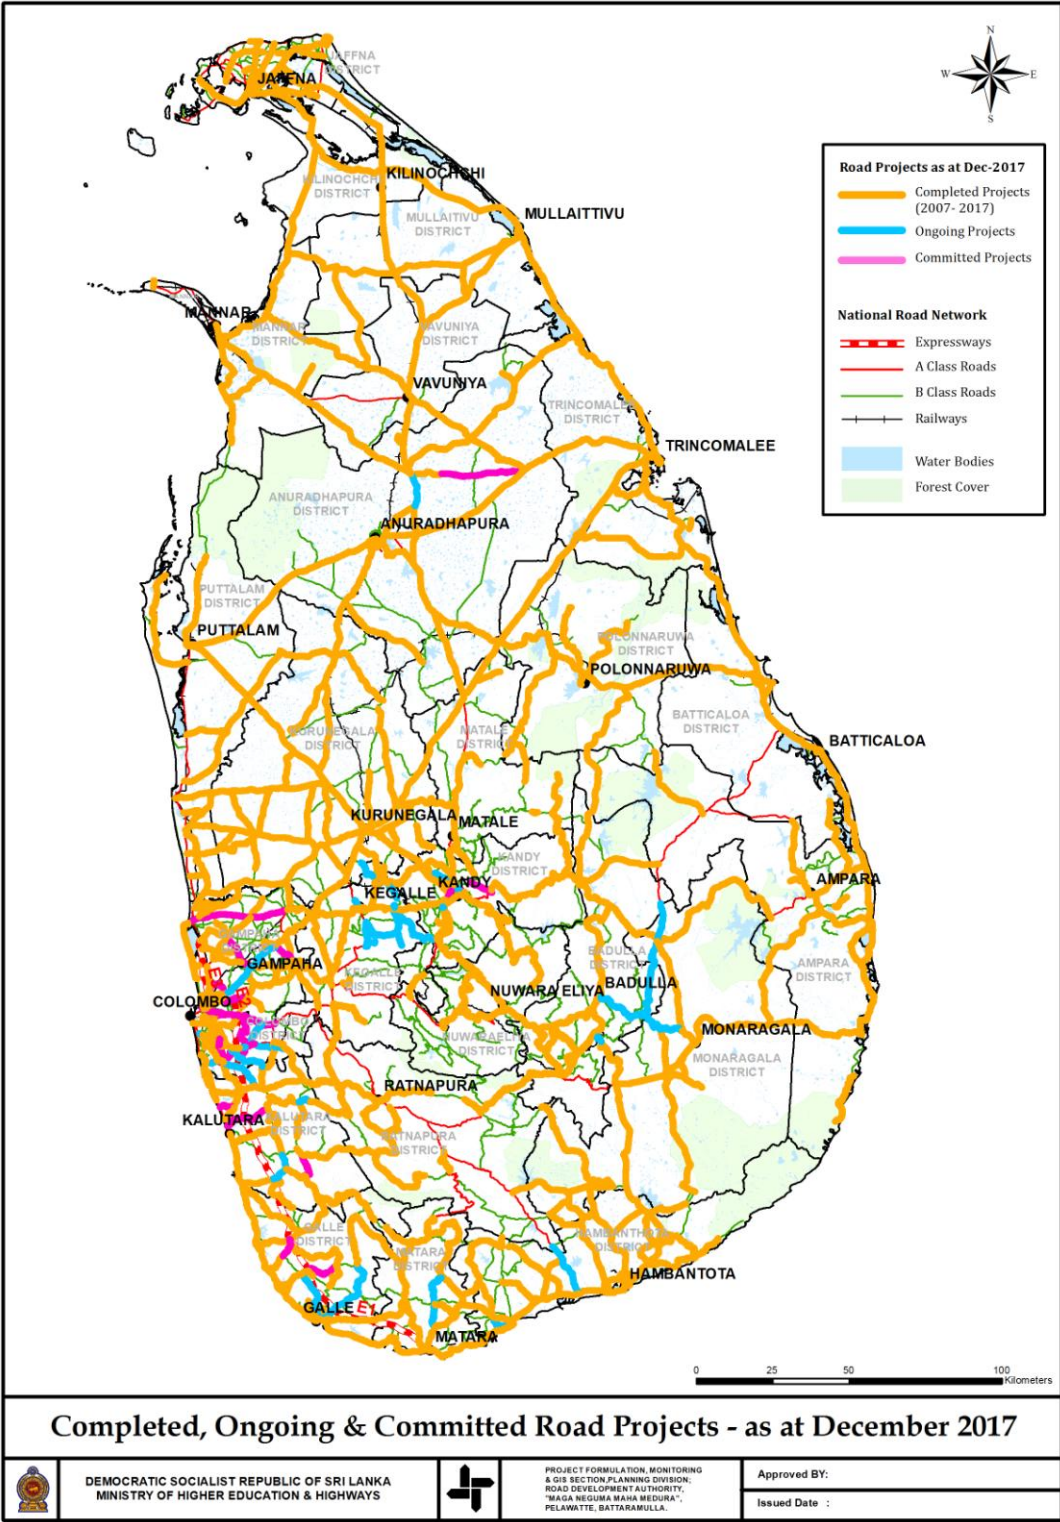 N
W
E
S
JAFFNA
DISTRICT
JAFFNA
KILINOCHCHI
KILINOCHCHI
DISTRICT
MULLAITIVU
DISTRICT
MULLAITTIVU
Road Projects as at Dec-2017
Completed Projects
(2007- 2017)
Ongoing Projects
Committed Projects
National Road Network
Expressways
A Class Roads
B Class Roads
Railways
Water Bodies
Forest Cover
MANNAR
MANNAR
DISTRICT
VAVUNIYA
DISTRICT
VAVUNIYA
TRINCOMALEE
DISTRICT
TRINCOMALEE
ANURADHAPURA
DISTRICT
ANURADHAPURA
PUTTALAM
DISTRICT
PUTTALAM
POLONNARUWA
DISTRICT
POLONNARUWA
KURUNEGALA
DISTRICT
MATALE
DISTRICT
BATTICALOA
DISTRICT
BATTICALOA
KURUNEGALA
MATALE
KANDY
DISTRICT
KANDY
KEGALLE
AMPARA
GAMPAHA
DISTRICT
GAMPAHA
KEGALLE
DISTRICT
BADULLA
DISTRICT
AMPARA
DISTRICT
NUWARA ELIYA
BADULLA
E2
COLOMBO
COLOMBO
DISTRICT
NUWARAELIYA
DISTRICT
MONARAGALA
MONARAGALA
DISTRICT
RATNAPURA
KALUTARA
KALUTARA
DISTRICT
RATNAPURA
DISTRICT
GALLE
DISTRICT
MATARA
DISTRICT
HAMBANTHOTA
DISTRICT
HAMBANTOTA
GALLE
E1
MATARA
0
25
50
100
Kilometers
Completed, Ongoing & Committed Road Projects - as at December 2017
DEMOCRATIC SOCIALIST REPUBLIC OF SRI LANKA
MINISTRY OF HIGHER EDUCATION & HIGHWAYS
PROJECT FORMULATION, MONITORING
& GIS SECTION,PLANNING DIVISION;
ROAD DEVELOPMENT AUTHORITY,
"MAGA NEGUMA MAHA MEDURA",
PELAWATTE, BATTARAMULLA.
Approved BY:
Issued Date :